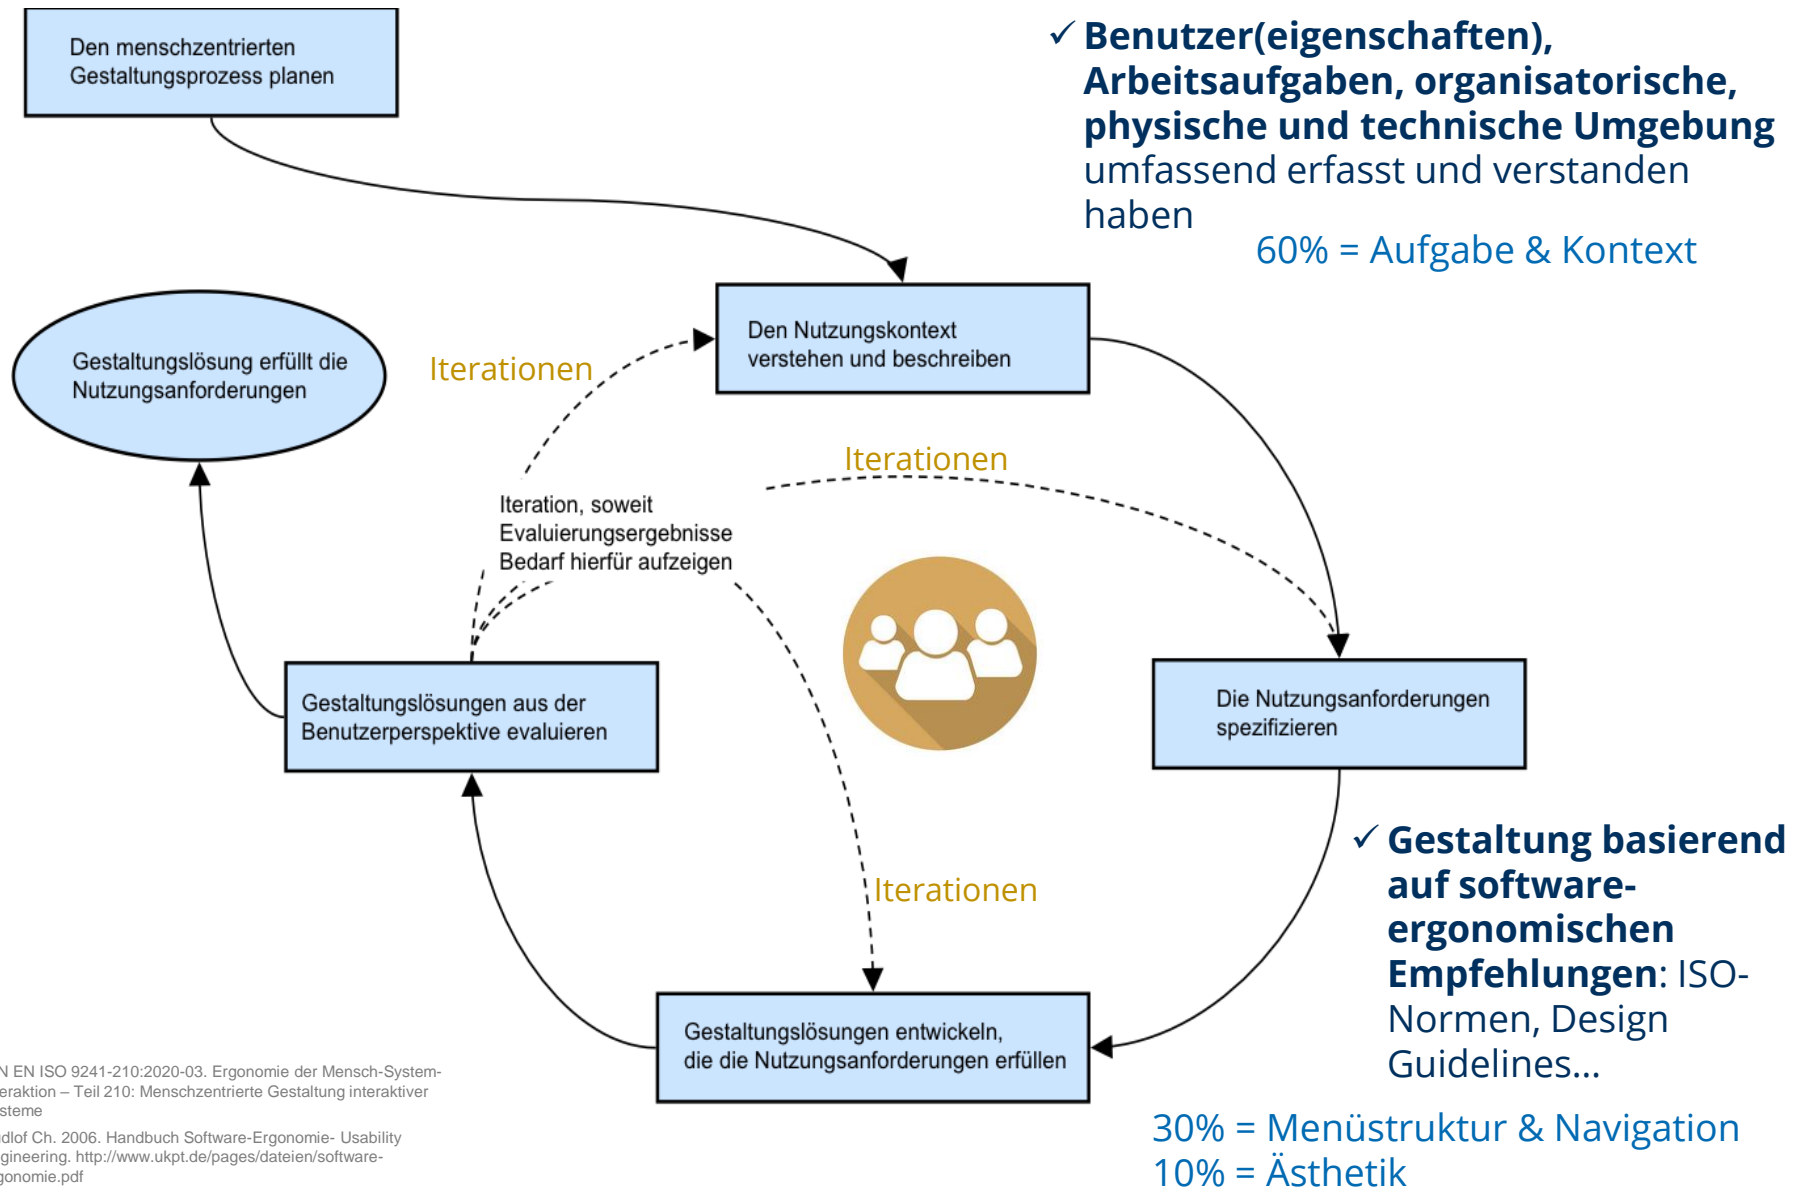 Den menschzentrierten
Gestaltungsprozess planen
✓ Benutzer(eigenschaften),
Arbeitsaufgaben, organisatorische,
physische und technische Umgebung
umfassend erfasst und verstanden
haben
60% = Aufgabe & Kontext
Den Nutzungskontext
verstehen und beschreiben
Gestaltungslösung erfüllt die
Nutzungsanforderungen
Iterationen
Iterationen
Iteration, soweit
Evaluierungsergebnisse
Bedarf hierfür aufzeigen
Gestaltungslösungen aus der
Benutzerperspektive evaluieren
Die Nutzungsanforderungen
spezifizieren
Iterationen
✓ Gestaltung basierend
auf software-
ergonomischen
Empfehlungen: ISO-
Normen, Design
Guidelines...
Gestaltungslösungen entwickeln,
die die Nutzungsanforderungen erfüllen
30% = Menüstruktur & Navigation
10% = Ästhetik
N EN ISO 9241-210:2020-03. Ergonomie der Mensch-System-
eraktion – Teil 210: Menschzentrierte Gestaltung interaktiver
steme
dlof Ch. 2006. Handbuch Software-Ergonomie- Usability
gineering. http://www.ukpt.de/pages/dateien/software-
gonomie.pdf